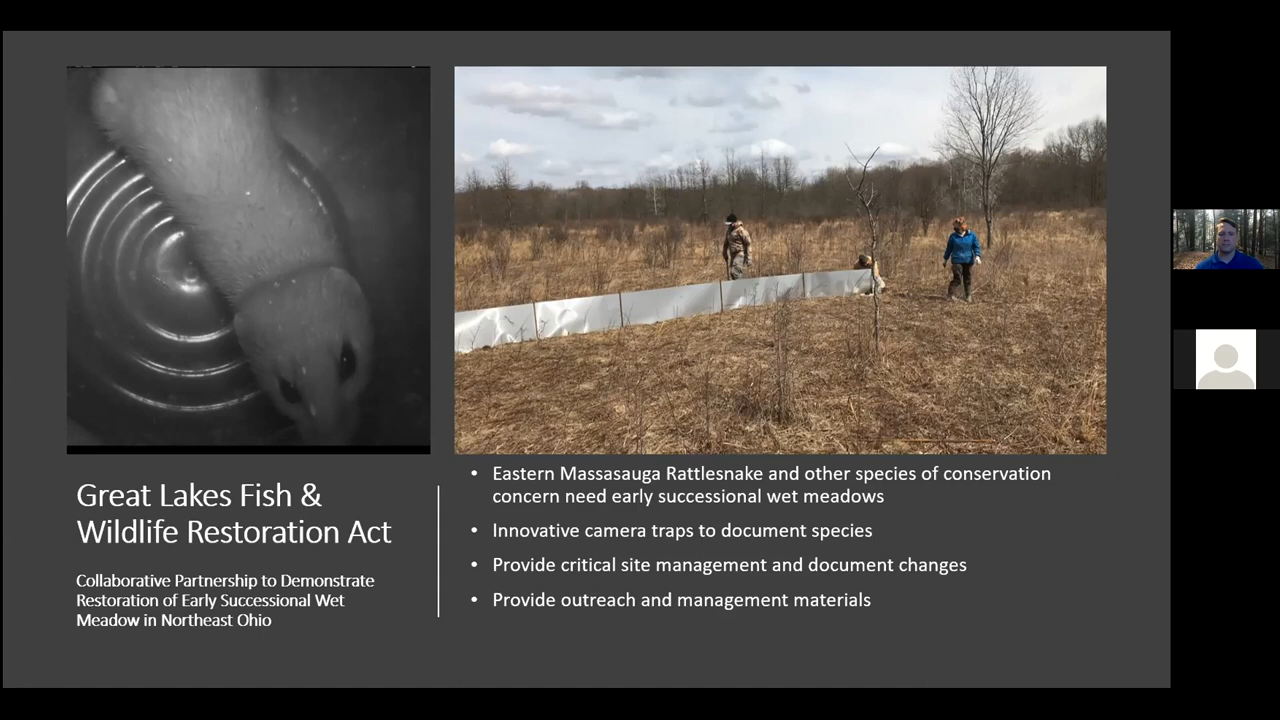 Great Lakes Fish &
Wildlife Restoration Act
Collaborative Partnership to Demonstrate
Restoration of Early Successional Wet
Meadow in Northeast Ohio
• Eastern Massasauga Rattlesnake and other species of conservation
concern need early successional wet meadows
• Innovative camera traps to document species
• Provide critical site management and document changes
• Provide outreach and management materials